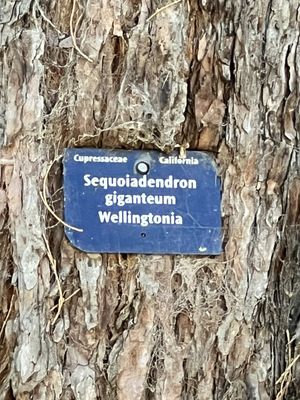 Cupressaceae California
Sequoiadendron
giganteum
Wellingtonia